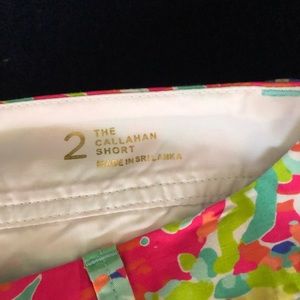 2
THE
CALLAHAN
SHORT
MADE IN SRI LANKA